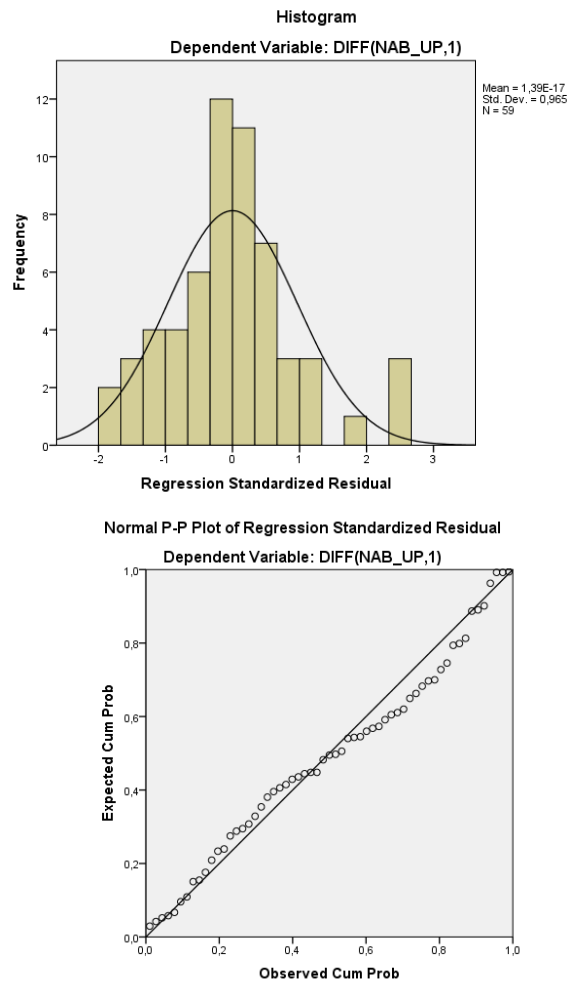 Histogram
Dependent Variable: DIFF(NAB_UP,1)
Mean = 1,39E-17
Std. Dev. = 0,965
N = 59
12
10
8
6
4
2
0
Frequency
-2 -1 0 1 2 3
Regression Standardized Residual
Normal P-P Plot of Regression Standardized Residual
Dependent Variable: DIFF(NAB_UP,1)
1,0
0,8
0,6
0,4
0,2
0,0
Expected Cum Prob
0,0 0,2 0,4 0,6 0,8 1,0
Observed Cum Prob